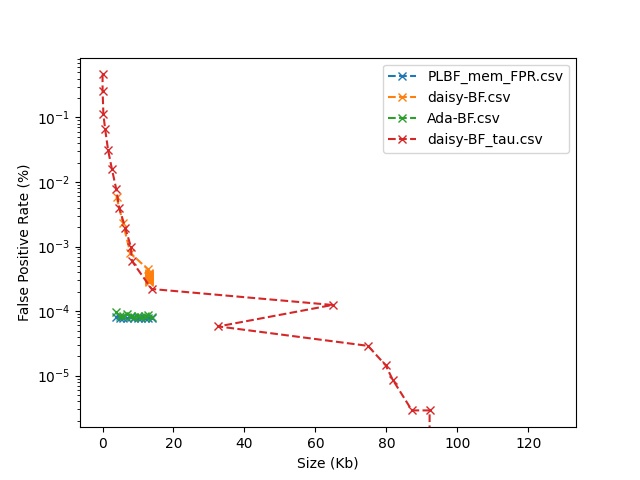 PLBF_mem_FPR.csv
daisy-BF.csv
Ada-BF.csv
daisy-BF_tau.csv
10⁻¹
10⁻²
10⁻³
10⁻⁴
10⁻⁵
False Positive Rate (%)
0 20 40 60 80 100 120
Size (Kb)